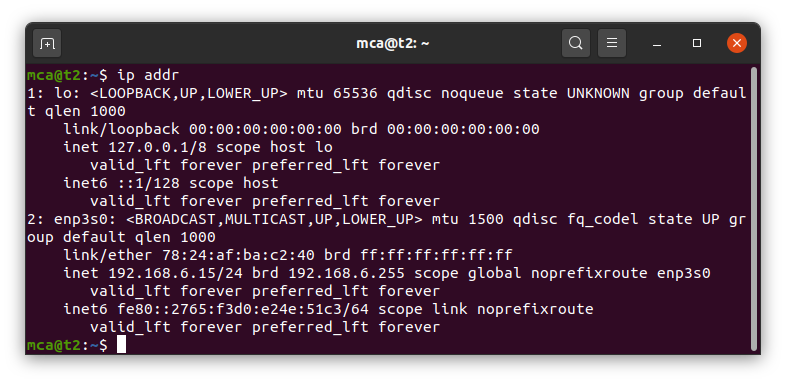 mca@t2: ~
mca@t2:~$ ip addr
1: lo: <LOOPBACK,UP,LOWER_UP> mtu 65536 qdisc noqueue state UNKNOWN group defaul
t qlen 1000
    link/loopback 00:00:00:00:00:00 brd 00:00:00:00:00:00
    inet 127.0.0.1/8 scope host lo
       valid_lft forever preferred_lft forever
    inet6 ::1/128 scope host
       valid_lft forever preferred_lft forever
2: enp3s0: <BROADCAST,MULTICAST,UP,LOWER_UP> mtu 1500 qdisc fq_codel state UP gr
oup default qlen 1000
    link/ether 78:24:af:ba:c2:40 brd ff:ff:ff:ff:ff:ff
    inet 192.168.6.15/24 brd 192.168.6.255 scope global noprefixroute enp3s0
       valid_lft forever preferred_lft forever
    inet6 fe80::2765:f3d0:e24e:51c3/64 scope link noprefixroute
       valid_lft forever preferred_lft forever
mca@t2:~$